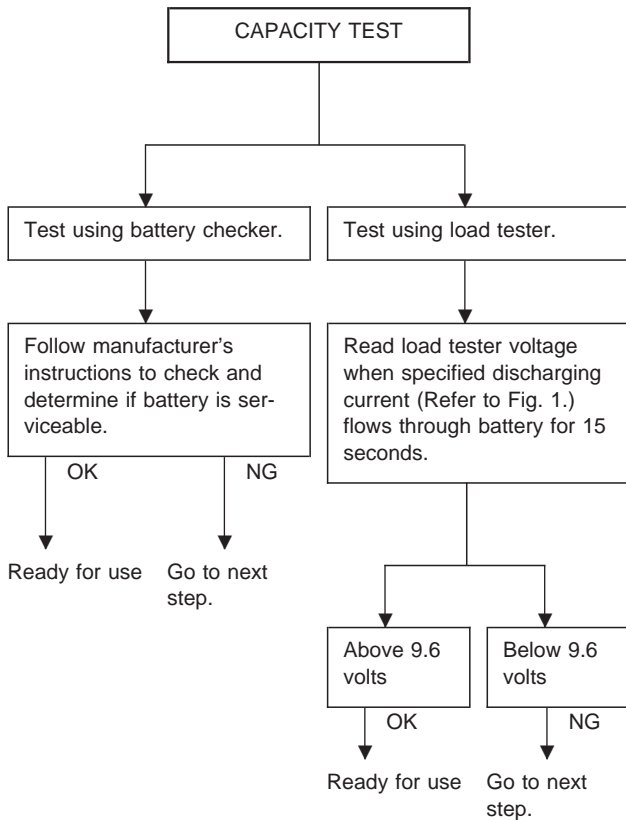 CAPACITY TEST
Test using battery checker.
Test using load tester.
Follow manufacturer's
instructions to check and
determine if battery is ser-
viceable.
Read load tester voltage
when specified discharging
current (Refer to Fig. 1.)
flows through battery for 15
seconds.
OK
NG
Ready for use
Go to next
step.
Above 9.6
volts
Below 9.6
volts
OK
NG
Ready for use
Go to next
step.